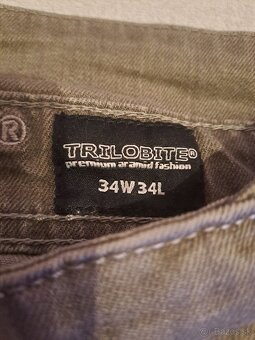 ®
TRILOBITE®
premium aramid fashion
34W 34L